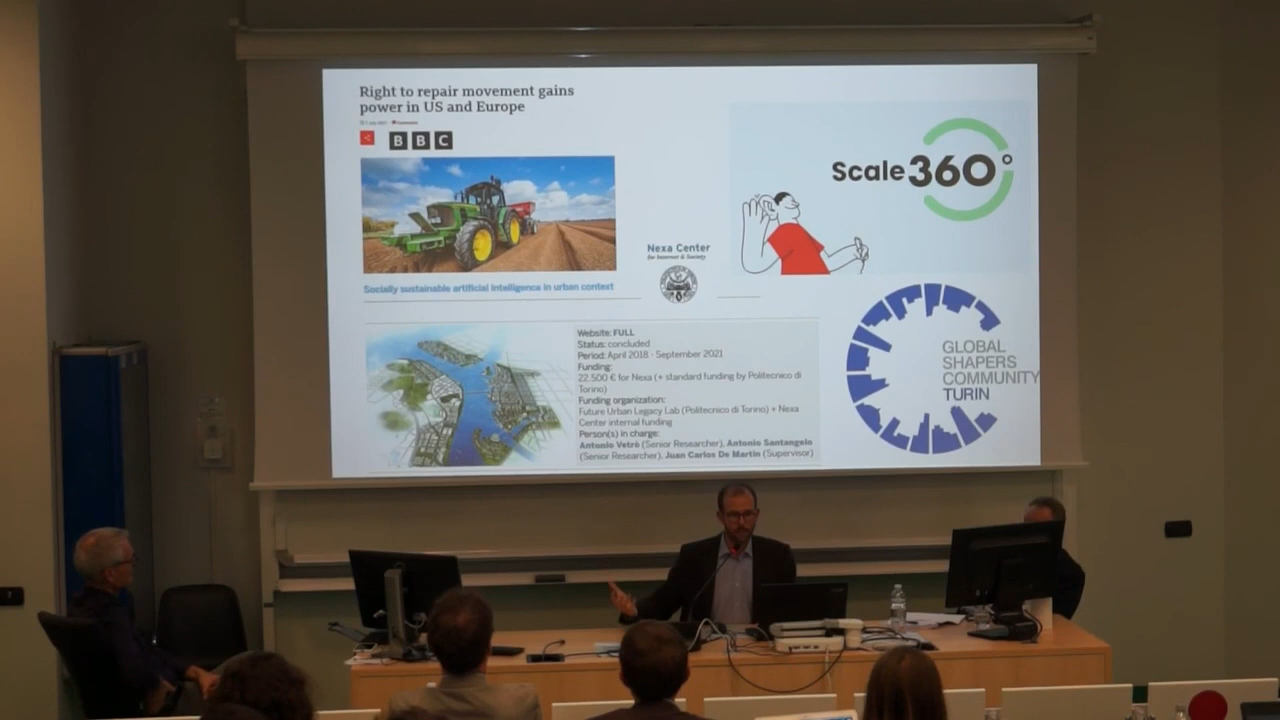 Right to repair movement gains
power in US and Europe
BBC
Scale360°
Nexa Center
for Internet & Society
Socially sustainable artificial intelligence in urban context
Website: FULL
Status: concluded
Period: April 2018 - September 2021
Funding:
22.500 € for Nexa (+ standard funding by Politecnico di
Torino)
Funding organization:
Future Urban Legacy Lab (Politecnico di Torino) + Nexa
Center internal funding
Person(s) in charge:
Antonio Vetrò (Senior Researcher), Antonio Santangelo
(Senior Researcher), Juan Carlos De Martin (Supervisor)
GLOBAL
SHAPERS
COMMUNITY
TURIN